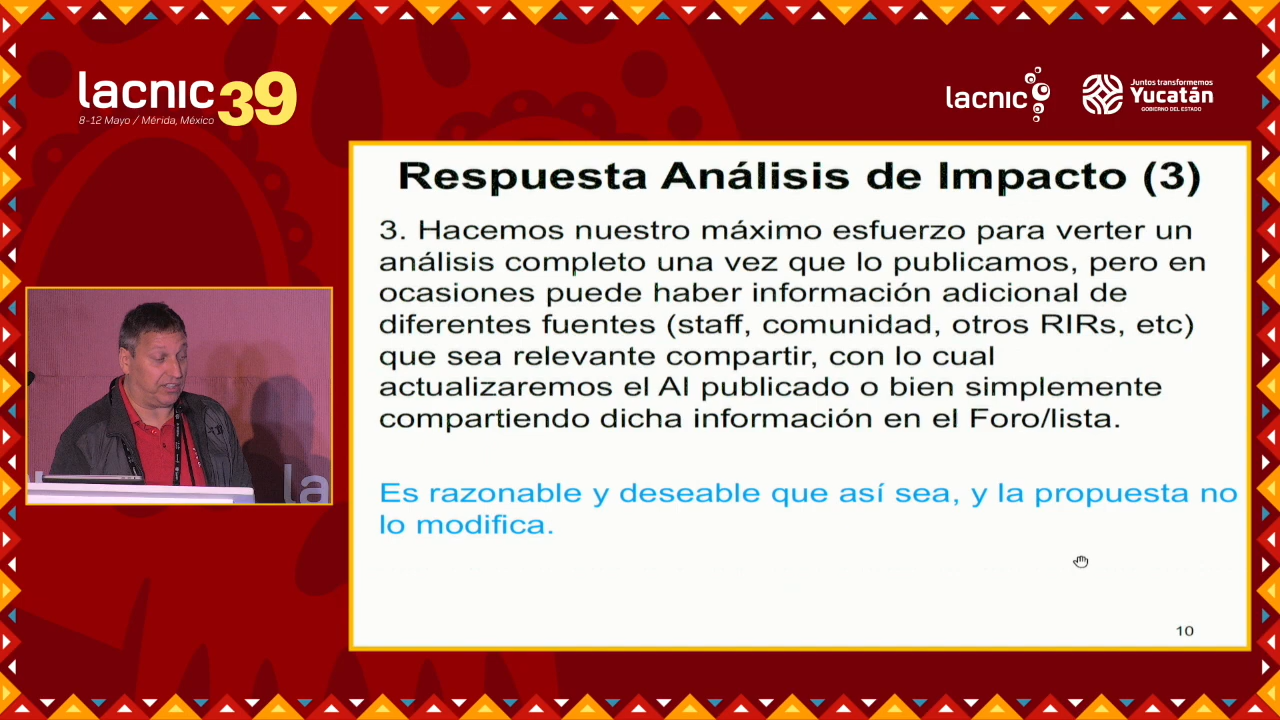 lacnic 39
8-12 Mayo / Mérida, México
lacnic
Juntos transformemos
Yucatán
GOBIERNO DEL ESTADO
Respuesta Análisis de Impacto (3)
3. Hacemos nuestro máximo esfuerzo para verter un
análisis completo una vez que lo publicamos, pero en
ocasiones puede haber información adicional de
diferentes fuentes (staff, comunidad, otros RIRs, etc)
que sea relevante compartir, con lo cual
actualizaremos el AI publicado o bien simplemente
compartiendo dicha información en el Foro/lista.
Es razonable y deseable que así sea, y la propuesta no
lo modifica.
10
la